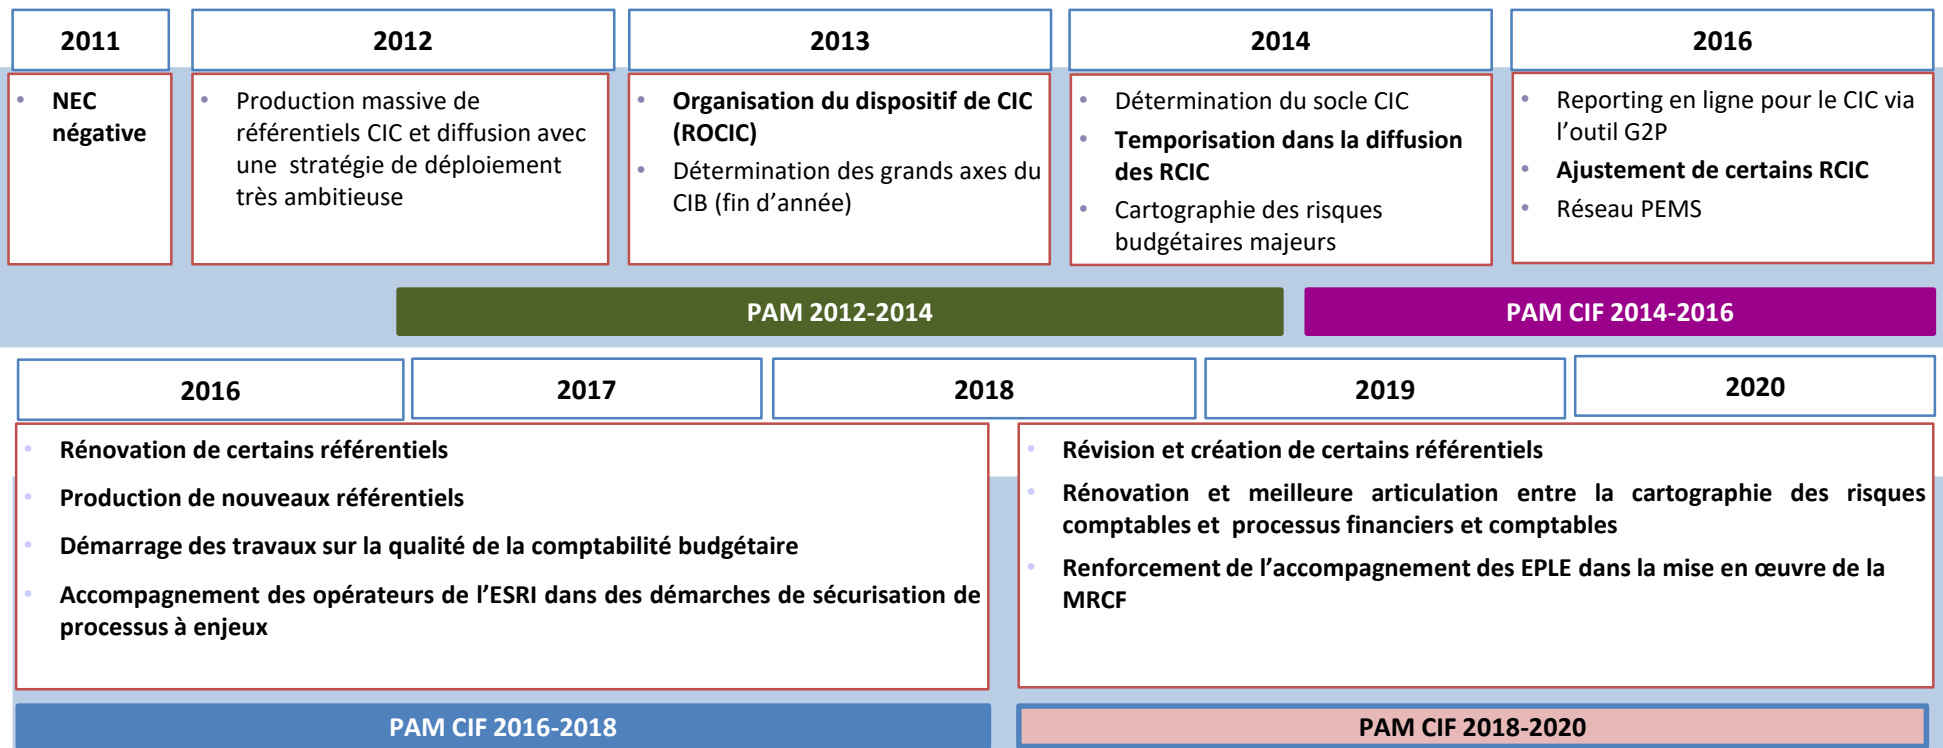 2011
2012
2013
2014
2016
• NEC
négative
• Production massive de
référentiels CIC et diffusion avec
une stratégie de déploiement
très ambitieuse
• Organisation du dispositif de CIC
(ROCIC)
• Détermination des grands axes du
CIB (fin d’année)
• Détermination du socle CIC
• Temporisation dans la diffusion
des RCIC
• Cartographie des risques
budgétaires majeurs
• Reporting en ligne pour le CIC via
l’outil G2P
• Ajustement de certains RCIC
• Réseau PEMS
PAM 2012-2014
PAM CIF 2014-2016
2016
2017
2018
2019
2020
• Rénovation de certains référentiels
• Production de nouveaux référentiels
• Démarrage des travaux sur la qualité de la comptabilité budgétaire
• Accompagnement des opérateurs de l’ESRI dans des démarches de sécurisation de
processus à enjeux
• Révision et création de certains référentiels
• Rénovation et meilleure articulation entre la cartographie des risques
comptables et processus financiers et comptables
• Renforcement de l’accompagnement des EPLE dans la mise en œuvre de la
MRCF
PAM CIF 2016-2018
PAM CIF 2018-2020